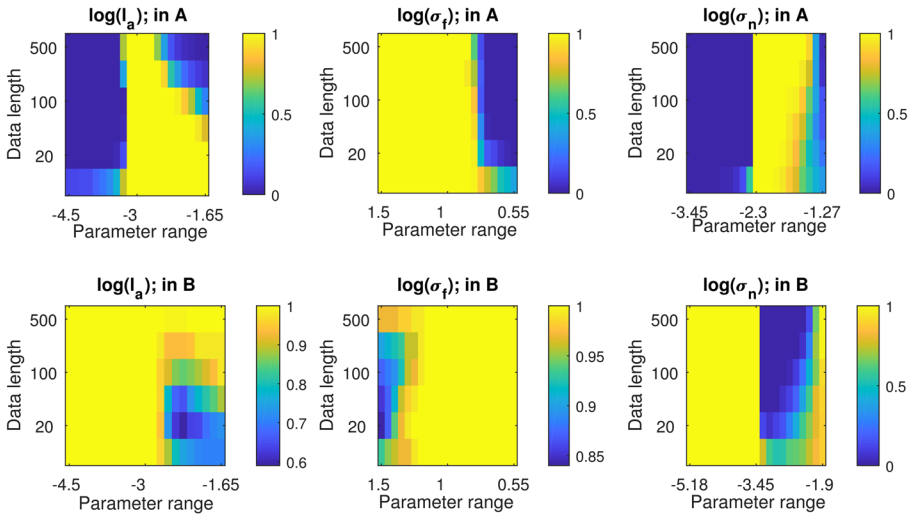 log(l_a); in A
log(σ_f); in A
log(σ_n); in A
Data length
500
100
20
-4.5 -3 -1.65
Parameter range
1
0.5
0
Data length
500
100
20
1.5 1 0.55
Parameter range
1
0.5
0
Data length
500
100
20
-3.45 -2.3 -1.27
Parameter range
1
0.5
0
log(l_a); in B
log(σ_f); in B
log(σ_n); in B
Data length
500
100
20
-4.5 -3 -1.65
Parameter range
1
0.9
0.8
0.7
0.6
Data length
500
100
20
1.5 1 0.55
Parameter range
1
0.95
0.9
0.85
Data length
500
100
20
-5.18 -3.45 -1.9
Parameter range
1
0.5
0